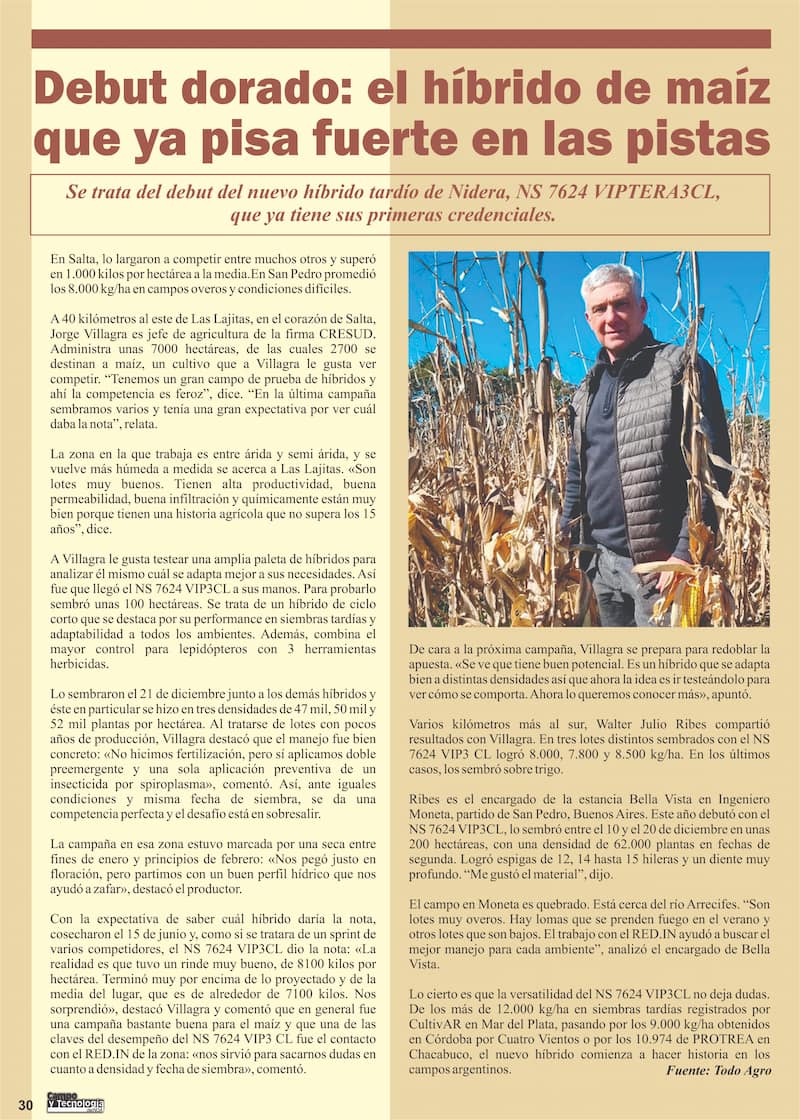 Debut dorado: el híbrido de maíz
que ya pisa fuerte en las pistas
Se trata del debut del nuevo híbrido tardío de Nidera, NS 7624 VIPTERA3CL,
que ya tiene sus primeras credenciales.
En Salta, lo largaron a competir entre muchos otros y superó
en 1.000 kilos por hectárea a la media.En San Pedro promedió
los 8.000 kg/ha en campos overos y condiciones difíciles.
A 40 kilómetros al este de Las Lajitas, en el corazón de Salta,
Jorge Villagra es jefe de agricultura de la firma CRESUD.
Administra unas 7000 hectáreas, de las cuales 2700 se
destinan a maíz, un cultivo que a Villagra le gusta ver
competir. “Tenemos un gran campo de prueba de híbridos y
ahí la competencia es feroz”, dice. “En la última campaña
sembramos varios y tenía una gran expectativa por ver cuál
daba la nota”, relata.
La zona en la que trabaja es entre árida y semi árida, y se
vuelve más húmeda a medida se acerca a Las Lajitas. «Son
lotes muy buenos. Tienen alta productividad, buena
permeabilidad, buena infiltración y químicamente están muy
bien porque tienen una historia agrícola que no supera los 15
años”, dice.
A Villagra le gusta testear una amplia paleta de híbridos para
analizar él mismo cuál se adapta mejor a sus necesidades. Así
fue que llegó el NS 7624 VIP3CL a sus manos. Para probarlo
sembró unas 100 hectáreas. Se trata de un híbrido de ciclo
corto que se destaca por su performance en siembras tardías y
adaptabilidad a todos los ambientes. Además, combina el
mayor control para lepidópteros con 3 herramientas
herbicidas.
Lo sembraron el 21 de diciembre junto a los demás híbridos y
éste en particular se hizo en tres densidades de 47 mil, 50 mil y
52 mil plantas por hectárea. Al tratarse de lotes con pocos
años de producción, Villagra destacó que el manejo fue bien
concreto: «No hicimos fertilización, pero sí aplicamos doble
preemergente y una sola aplicación preventiva de un
insecticida por spiroplasma», comentó. Así, ante iguales
condiciones y misma fecha de siembra, se da una
competencia perfecta y el desafío está en sobresalir.
La campaña en esa zona estuvo marcada por una seca entre
fines de enero y principios de febrero: «Nos pegó justo en
floración, pero partimos con un buen perfil hídrico que nos
ayudó a zafar», destacó el productor.
Con la expectativa de saber cuál híbrido daría la nota,
cosecharon el 15 de junio y, como si se tratara de un sprint de
varios competidores, el NS 7624 VIP3CL dio la nota: «La
realidad es que tuvo un rinde muy bueno, de 8100 kilos por
hectárea. Terminó muy por encima de lo proyectado y de la
media del lugar, que es de alrededor de 7100 kilos. Nos
sorprendió», destacó Villagra y comentó que en general fue
una campaña bastante buena para el maíz y que una de las
claves del desempeño del NS 7624 VIP3 CL fue el contacto
con el RED.IN de la zona: «nos sirvió para sacarnos dudas en
cuanto a densidad y fecha de siembra», comentó.
De cara a la próxima campaña, Villagra se prepara para redoblar la
apuesta. «Se ve que tiene buen potencial. Es un híbrido que se adapta
bien a distintas densidades así que ahora la idea es ir testeándolo para
ver cómo se comporta. Ahora lo queremos conocer más», apuntó.
Varios kilómetros más al sur, Walter Julio Ribes compartió
resultados con Villagra. En tres lotes distintos sembrados con el NS
7624 VIP3 CL logró 8.000, 7.800 y 8.500 kg/ha. En los últimos
casos, los sembró sobre trigo.
Ribes es el encargado de la estancia Bella Vista en Ingeniero
Moneta, partido de San Pedro, Buenos Aires. Este año debutó con el
NS 7624 VIP3CL, lo sembró entre el 10 y el 20 de diciembre en unas
200 hectáreas, con una densidad de 62.000 plantas en fechas de
segunda. Logró espigas de 12, 14 hasta 15 hileras y un diente muy
profundo. “Me gustó el material”, dijo.
El campo en Moneta es quebrado. Está cerca del río Arrecifes. “Son
lotes muy overos. Hay lomas que se prenden fuego en el verano y
otros lotes que son bajos. El trabajo con el RED.IN ayudó a buscar el
mejor manejo para cada ambiente”, analizó el encargado de Bella
Vista.
Lo cierto es que la versatilidad del NS 7624 VIP3CL no deja dudas.
De los más de 12.000 kg/ha en siembras tardías registrados por
CultivAR en Mar del Plata, pasando por los 9.000 kg/ha obtenidos
en Córdoba por Cuatro Vientos o por los 10.974 de PROTREA en
Chacabuco, el nuevo híbrido comienza a hacer historia en los
campos argentinos. Fuente: Todo Agro
30 Campo
Y Tecnología